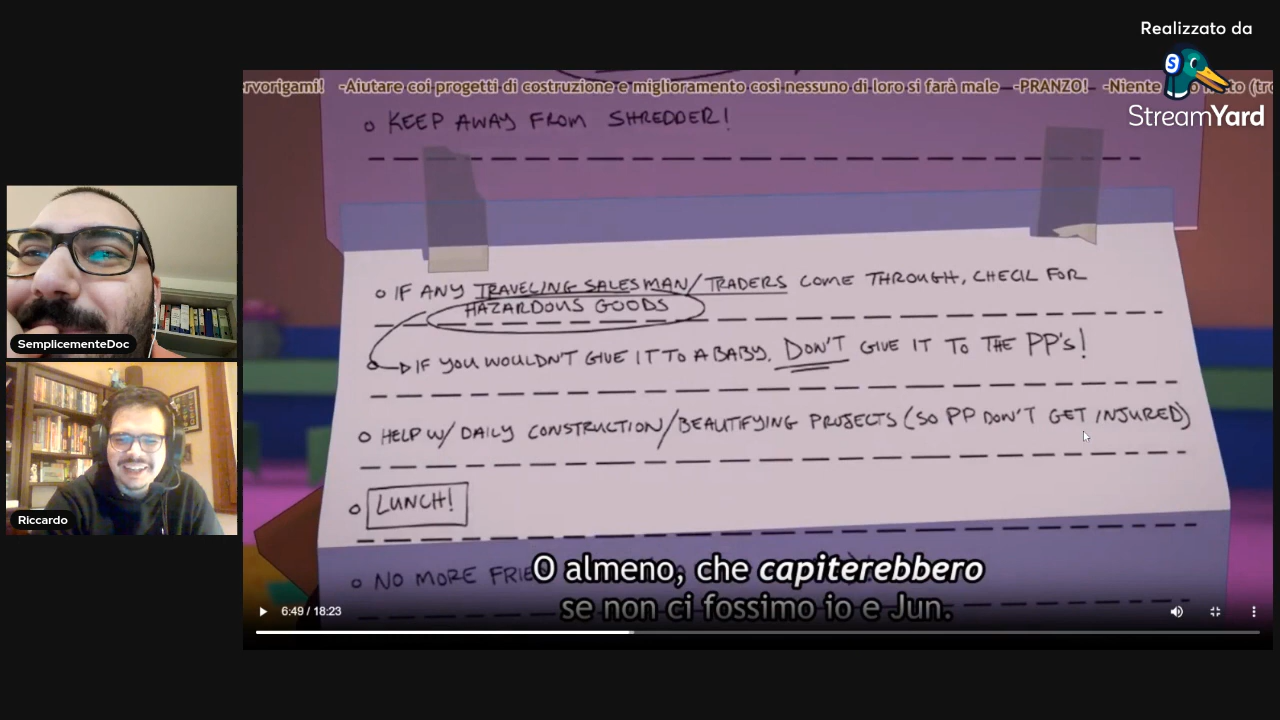 Realizzato da
StreamYard
rvorigami! -Aiutare coi progetti di costruzione e miglioramento così nessuno di loro si farà male -PRANZO! -Niente
KEEP AWAY FROM SHREDDER!
IF ANY TRAVELING SALESMAN/TRADERS COME THROUGH, CHECK FOR
HAZARDOUS GOODS
IF YOU WOULDN'T GIVE IT TO A BABY, DON'T GIVE IT TO THE PP's!
HELP W/ DAILY CONSTRUCTION/BEAUTIFYING PROJECTS (SO PP DON'T GET INJURED)
LUNCH!
NO MORE FRIE
O almeno, che capiterebbero
se non ci fossimo io e Jun.
6:49 / 18:23
SemplicementeDoc
Riccardo